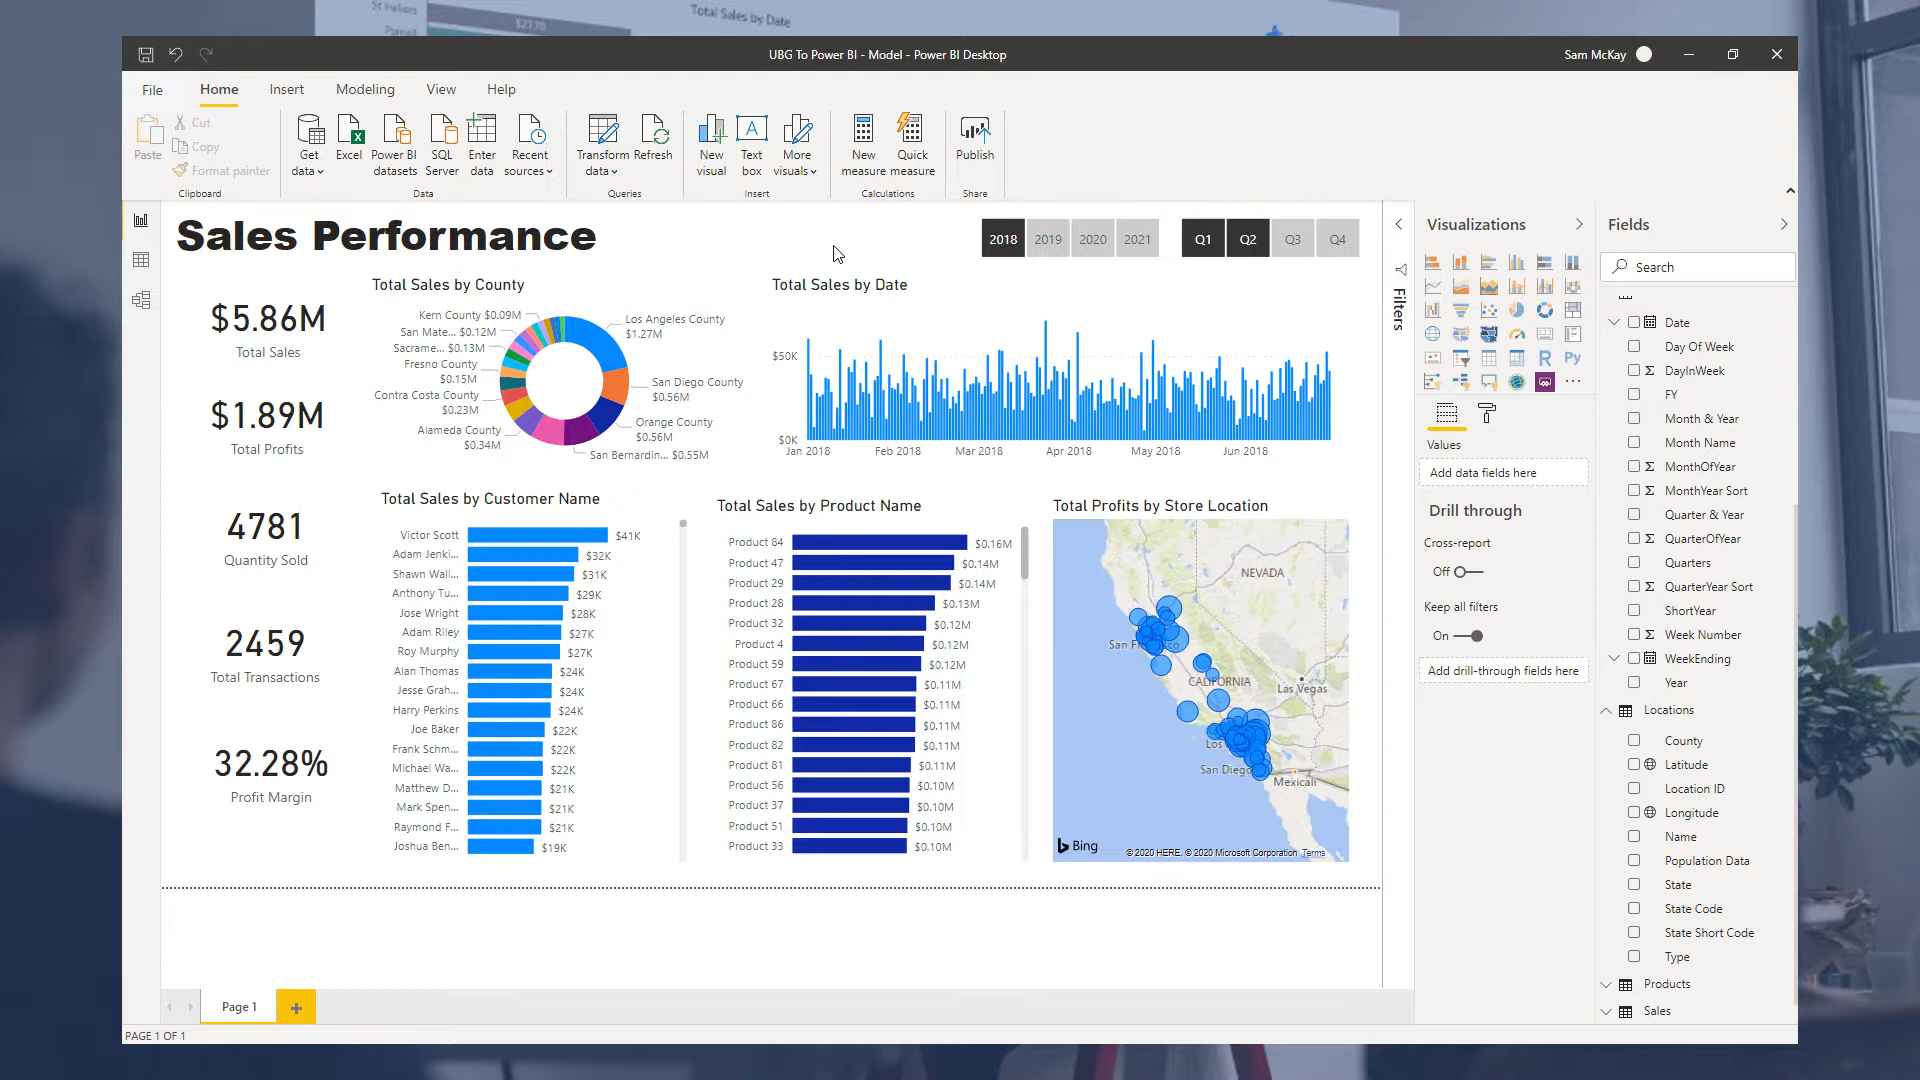 Total Sales by Date
UBG To Power BI - Model - Power BI Desktop
Sam McKay
File
Home
Insert
Modeling
View
Help
Paste
Cut
Copy
Format painter
Clipboard
Get data
Excel
Power BI datasets
SQL Server
Enter data
Recent sources
Data
Transform data
Refresh
Queries
New visual
Text box
More visuals
Insert
New measure
Quick measure
Calculations
Publish
Share
Sales Performance
2018
2019
2020
2021
Q1
Q2
Q3
Q4
$5.86M
Total Sales
$1.89M
Total Profits
4781
Quantity Sold
2459
Total Transactions
32.28%
Profit Margin
Total Sales by County
Kern County $0.09M
San Mate... $0.12M
Sacrame... $0.13M
Fresno County
$0.15M
Contra Costa County
$0.23M
Alameda County
$0.34M
Los Angeles County
$1.27M
San Diego County
$0.56M
Orange County
$0.56M
San Bernardin... $0.55M
Total Sales by Date
$50K
$0K
Jan 2018
Feb 2018
Mar 2018
Apr 2018
May 2018
Jun 2018
Total Sales by Customer Name
Victor Scott $41K
Adam Jenki... $32K
Shawn Wall... $31K
Anthony Tu... $29K
Jose Wright $28K
Adam Riley $27K
Roy Murphy $27K
Alan Thomas $24K
Jesse Grah... $24K
Harry Perkins $24K
Joe Baker $22K
Frank Schm... $22K
Michael Wa... $22K
Matthew D... $21K
Mark Spen... $21K
Raymond F... $21K
Joshua Ben... $19K
Total Sales by Product Name
Product 84 $0.16M
Product 47 $0.14M
Product 29 $0.14M
Product 28 $0.13M
Product 32 $0.12M
Product 4 $0.12M
Product 59 $0.12M
Product 67 $0.11M
Product 66 $0.11M
Product 86 $0.11M
Product 82 $0.11M
Product 81 $0.11M
Product 56 $0.10M
Product 37 $0.10M
Product 51 $0.10M
Product 33 $0.10M
Total Profits by Store Location
NEVADA
San
CALIFORNIA
Las Vegas
Los
San Diego
Mexicali
Bing
© 2020 HERE, © 2020 Microsoft Corporation Terms
Filters
Visualizations
R
Py
Values
Add data fields here
Drill through
Cross-report
Off
Keep all filters
On
Add drill-through fields here
Fields
Search
Date
Day Of Week
Σ DayInWeek
FY
Month & Year
Month Name
Σ MonthOfYear
Σ MonthYear Sort
Quarter & Year
Σ QuarterOfYear
Quarters
Σ QuarterYear Sort
ShortYear
Σ Week Number
WeekEnding
Year
Locations
County
Latitude
Location ID
Longitude
Name
Population Data
State
State Code
State Short Code
Type
Products
Sales
Page 1
PAGE 1 OF 1